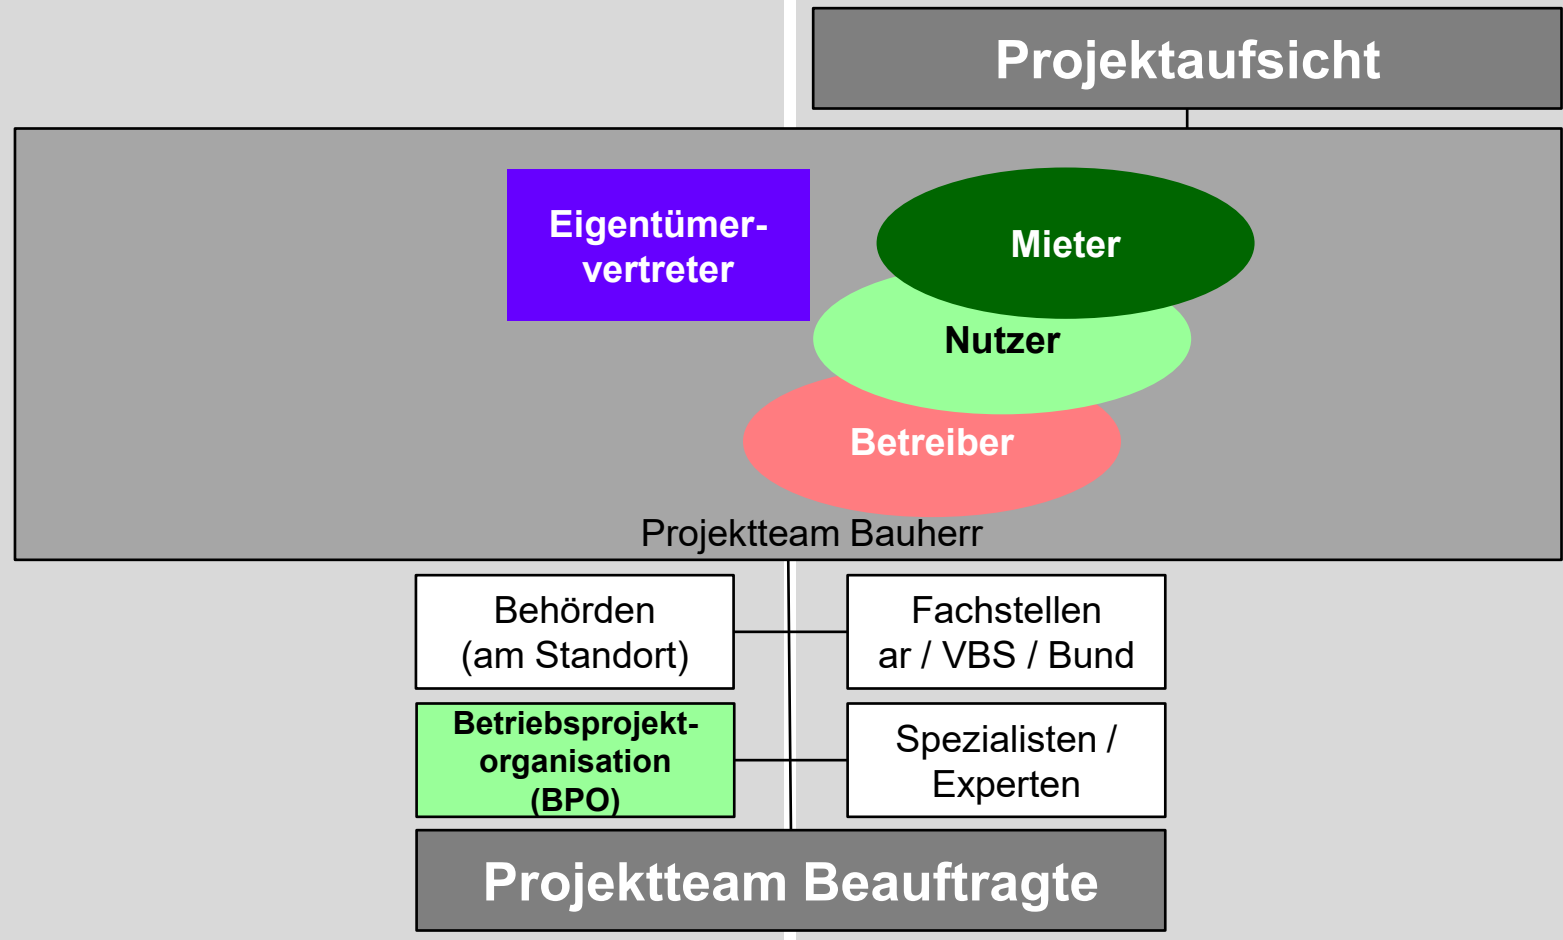 Projektaufsicht
Eigentümer-
vertreter
Mieter
Nutzer
Betreiber
Projektteam Bauherr
Behörden
(am Standort)
Fachstellen
ar / VBS / Bund
Betriebsprojekt-
organisation
(BPO)
Spezialisten /
Experten
Projektteam Beauftragte